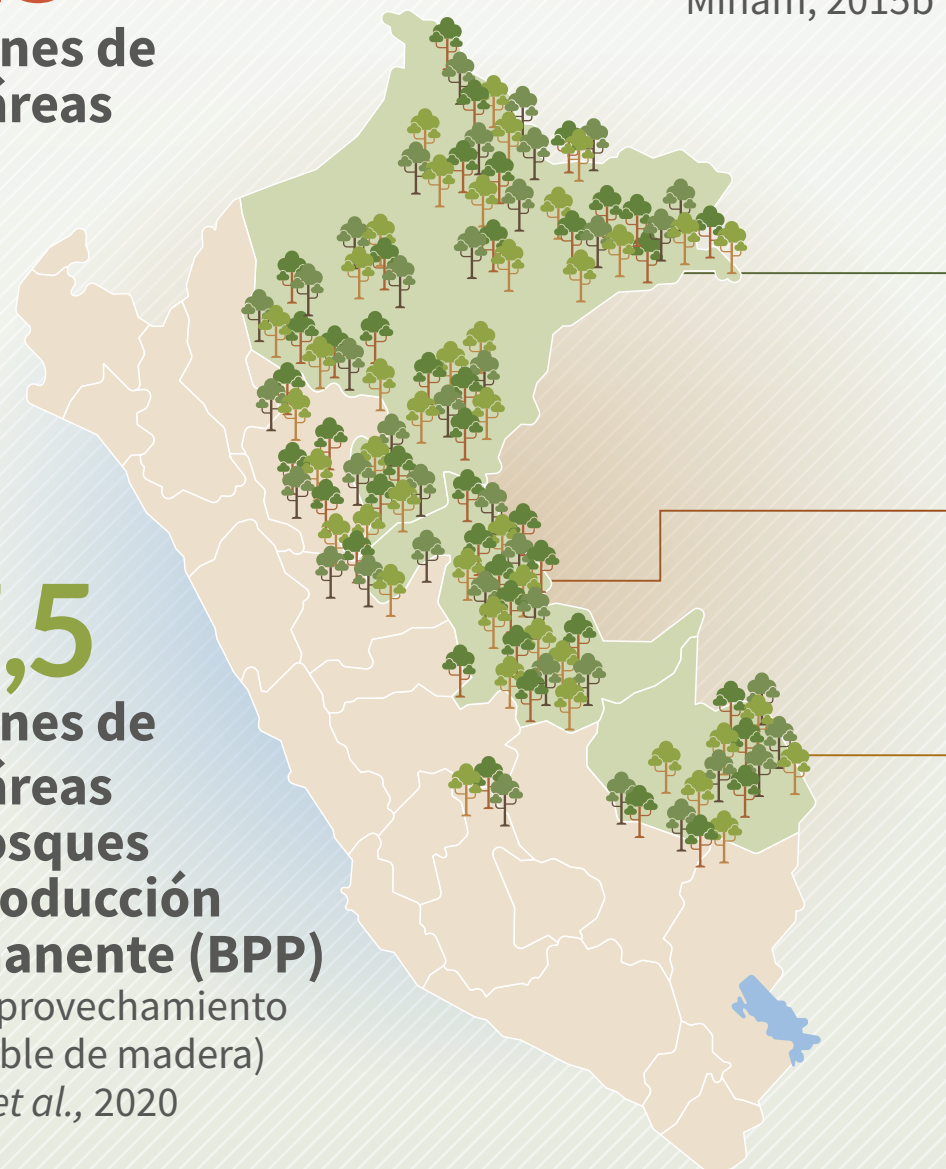 Minam, 2015b
nes de
áreas
,5
nes de
áreas
osques
oducción
anente (BPP)
provechamiento
ble de madera)
et al., 2020